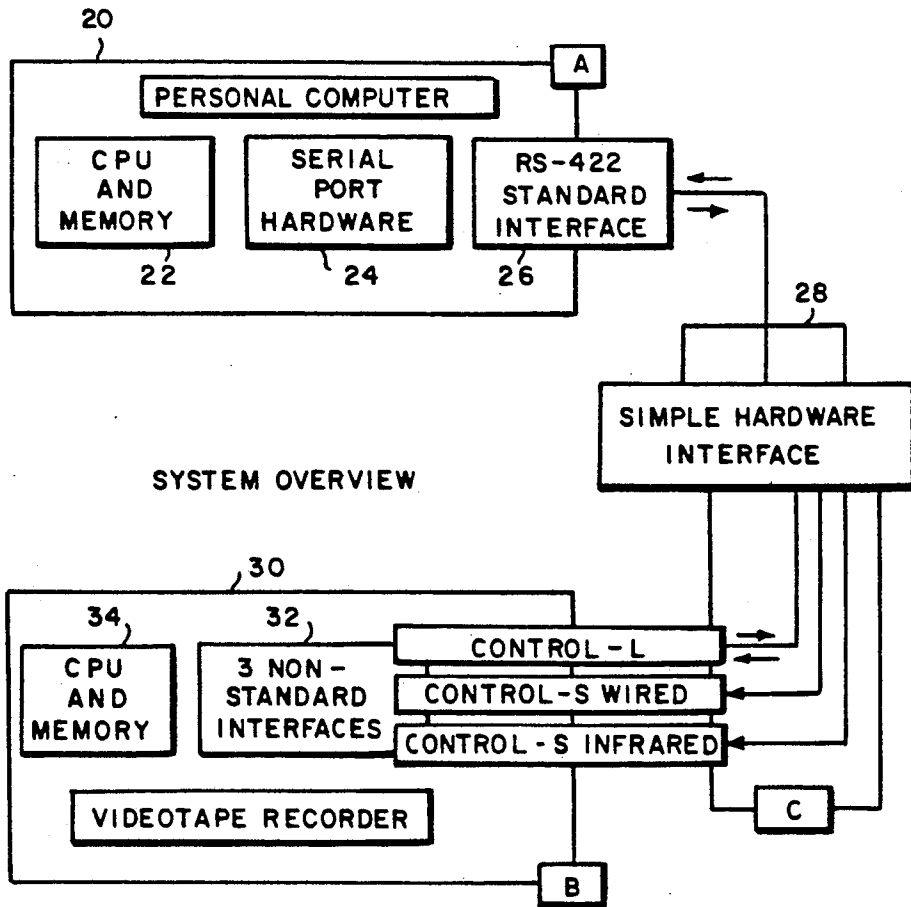 20
A
PERSONAL COMPUTER
CPU
AND
MEMORY
SERIAL
PORT
HARDWARE
RS-422
STANDARD
INTERFACE
22
24
26
28
SIMPLE HARDWARE
INTERFACE
SYSTEM OVERVIEW
30
34
32
CPU
AND
MEMORY
3 NON-
STANDARD
INTERFACES
CONTROL-L
CONTROL-S WIRED
CONTROL-S INFRARED
VIDEOTAPE RECORDER
C
B